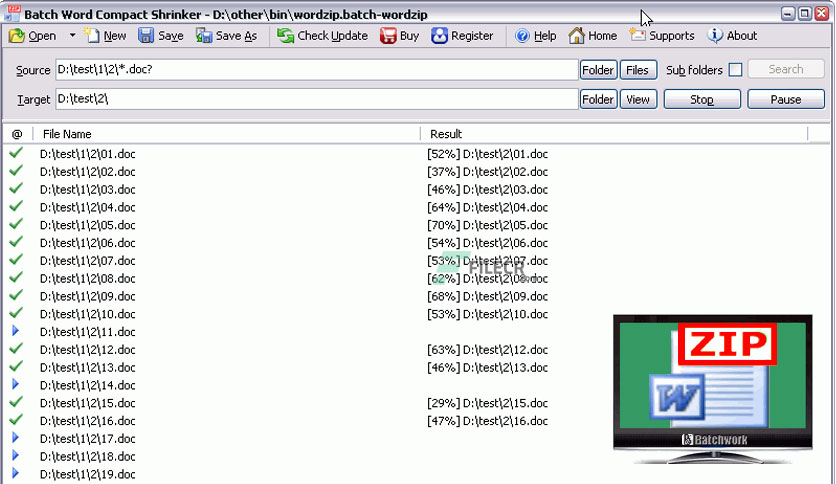 Batch Word Compact Shrinker - D:\other\bin\wordzip.batch-wordzip
Open New Save Save As Check Update Buy Register Help Home Supports About
Source D:\test\1\2\*.doc? Folder Files Sub folders Search
Target D:\test\2\ Folder View Stop Pause
@ File Name Result
D:\test\1\2\01.doc [52%] D:\test\2\01.doc
D:\test\1\2\02.doc [37%] D:\test\2\02.doc
D:\test\1\2\03.doc [46%] D:\test\2\03.doc
D:\test\1\2\04.doc [64%] D:\test\2\04.doc
D:\test\1\2\05.doc [70%] D:\test\2\05.doc
D:\test\1\2\06.doc [54%] D:\test\2\06.doc
D:\test\1\2\07.doc [53%] D:\test\2\07.doc
FILECR
D:\test\1\2\08.doc [62%] D:\test\2\08.doc
D:\test\1\2\09.doc [68%] D:\test\2\09.doc
D:\test\1\2\10.doc [53%] D:\test\2\10.doc
D:\test\1\2\11.doc
D:\test\1\2\12.doc [63%] D:\test\2\12.doc
ZIP
D:\test\1\2\13.doc [46%] D:\test\2\13.doc
D:\test\1\2\14.doc
D:\test\1\2\15.doc [29%] D:\test\2\15.doc
W
D:\test\1\2\16.doc [47%] D:\test\2\16.doc
D:\test\1\2\17.doc
Batchwork
D:\test\1\2\18.doc
D:\test\1\2\19.doc